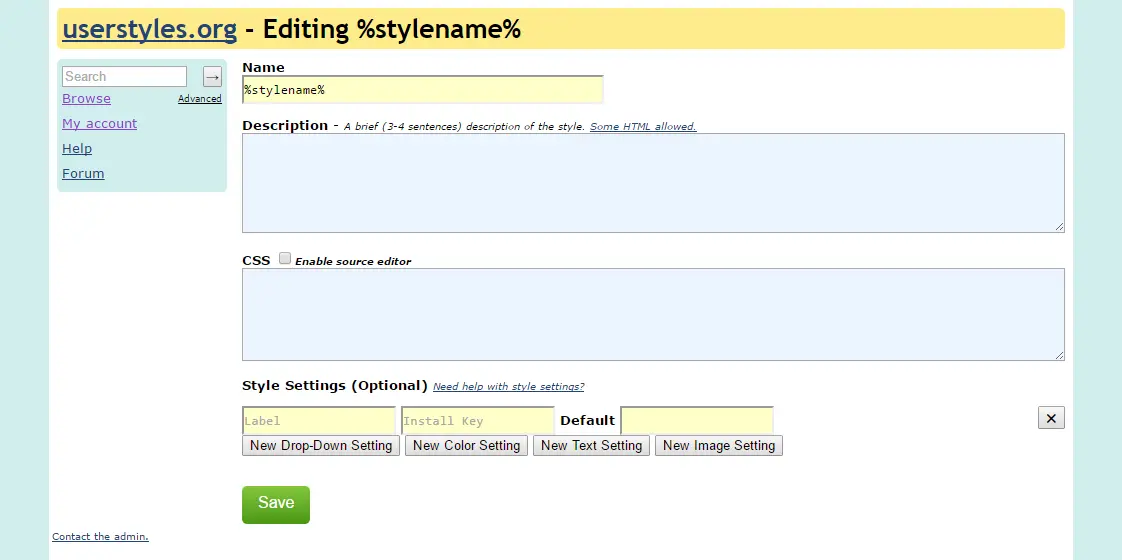 userstyles.org - Editing %stylename%
Search →
Browse Advanced
My account
Help
Forum
Name
%stylename%
Description - A brief (3-4 sentences) description of the style. Some HTML allowed.
CSS Enable source editor
Style Settings (Optional) Need help with style settings?
Label Install Key Default ×
New Drop-Down Setting New Color Setting New Text Setting New Image Setting
Save
Contact the admin.